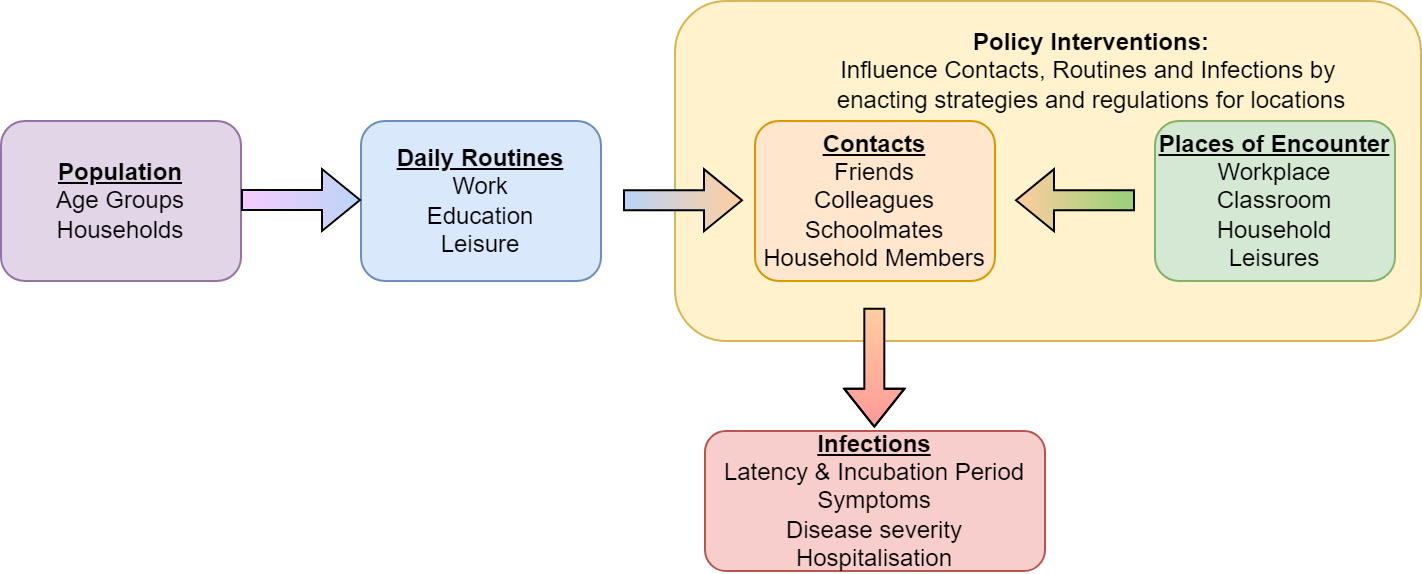 Policy Interventions:
Influence Contacts, Routines and Infections by
enacting strategies and regulations for locations
Population
Age Groups
Households
Daily Routines
Work
Education
Leisure
Contacts
Friends
Colleagues
Schoolmates
Household Members
Places of Encounter
Workplace
Classroom
Household
Leisures
Infections
Latency & Incubation Period
Symptoms
Disease severity
Hospitalisation